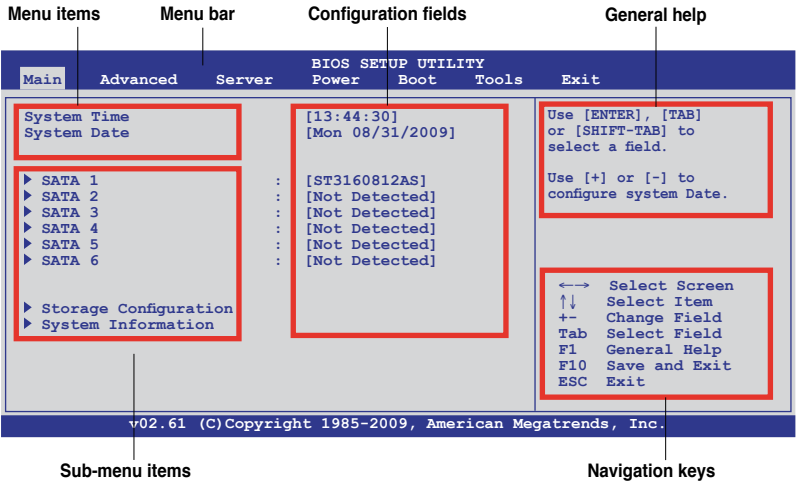 Menu items Menu bar Configuration fields General help
BIOS SETUP UTILITY
Main Advanced Server Power Boot Tools Exit
System Time [13:44:30]
System Date [Mon 08/31/2009]
SATA 1 : [ST3160812AS]
SATA 2 : [Not Detected]
SATA 3 : [Not Detected]
SATA 4 : [Not Detected]
SATA 5 : [Not Detected]
SATA 6 : [Not Detected]
Storage Configuration
System Information
Use [ENTER], [TAB]
or [SHIFT-TAB] to
select a field.
Use [+] or [-] to
configure system Date.
←→ Select Screen
↑↓ Select Item
+- Change Field
Tab Select Field
F1 General Help
F10 Save and Exit
ESC Exit
v02.61 (C)Copyright 1985-2009, American Megatrends, Inc.
Sub-menu items Navigation keys